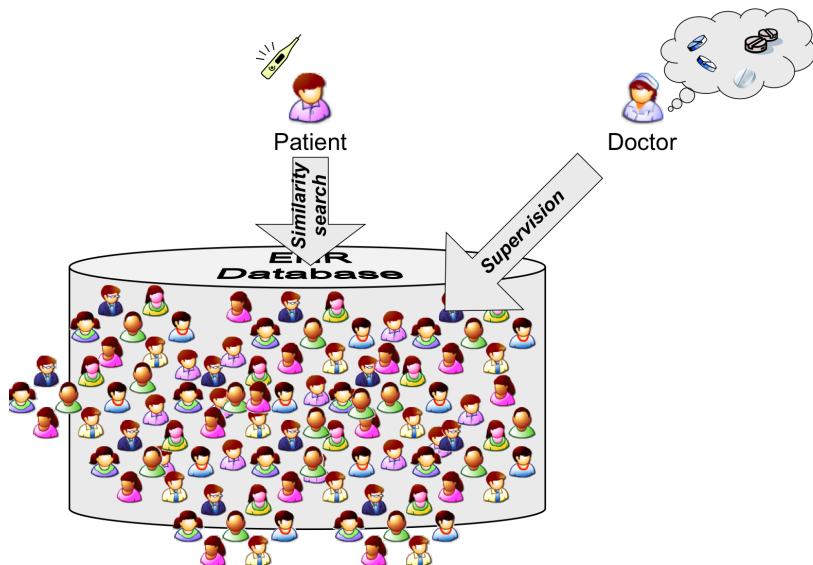 Patient
Doctor
Similarity
search
Supervision
Database